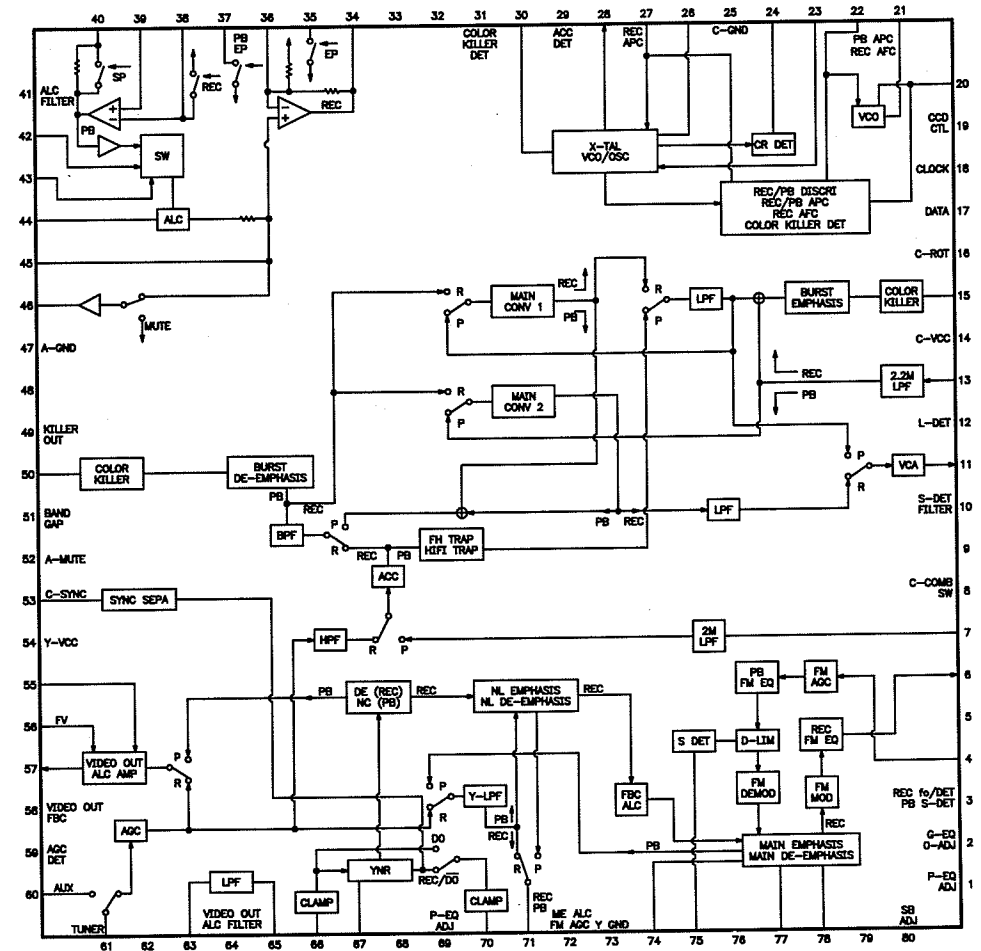 40 39 38 37 36 35 34 33 32 31 30 29 28 27 26 25 24 23 22 21
PB
EP
COLOR
KILLER
DET
ACC
DET
REC
APC
C-GND
PB APC
REC AFC
SP
REC
EP
REC
41
ALC
FILTER
PB
42
43
44
45
46
SW
ALC
MUTE
47
A-GND
48
49
KILLER
OUT
50
COLOR
KILLER
BURST
DE-EMPHASIS
PB
REC
51
BAND
GAP
BPF
P
R
REC
PB
FH TRAP
HIFI TRAP
52
A-MUTE
ACC
53
C-SYNC
SYNC SEPA
54
Y-VCC
HPF
R
P
2M
LPF
X-TAL
VCO/OSC
CR DET
VCO
REC/PB DISCRI
REC/PB APC
REC AFC
COLOR KILLER DET
20
CCD
CTL
19
CLOCK
18
DATA
17
C-ROT
16
15
C-VCC
14
13
L-DET
12
11
S-DET
FILTER
10
9
C-COMB
SW
8
7
R
P
MAIN
CONV 1
REC
PB
R
P
LPF
BURST
EMPHASIS
COLOR
KILLER
R
P
MAIN
CONV 2
REC
PB
2.2M
LPF
P
R
VCA
PB
REC
LPF
55
56
FV
57
VIDEO OUT
ALC AMP
P
R
58
VIDEO OUT
FBC
59
AGC
DET
AGC
60
AUX
TUNER
LPF
VIDEO OUT
ALC FILTER
PB
DE (REC)
NC (PB)
REC
NL EMPHASIS
NL DE-EMPHASIS
REC
P
R
Y-LPF
PB
REC
DO
YNR
REC/DO
CLAMP
CLAMP
P-EQ
ADJ
R
P
REC
PB
ME ALC
FM AGC Y GND
FBC
ALC
PB
PB
FM EQ
FM
AGC
S DET
D-LIM
REC
FM EQ
FM
DEMOD
FM
MOD
REC
MAIN EMPHASIS
MAIN DE-EMPHASIS
6
5
4
REC fo/DET
PB S-DET
3
G-EQ
O-ADJ
2
P-EQ
ADJ
1
SB
ADJ
61 62 63 64 65 66 67 68 69 70 71 72 73 74 75 76 77 78 79 80